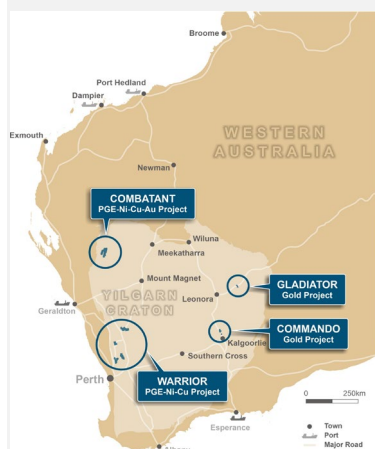 Broome
Port Hedland
Dampier
WESTERN
AUSTRALIA
Exmouth
Newman
COMBATANT
PGE-Ni-Cu-Au Project
Wiluna
Meekatharra
Mount Magnet
GLADIATOR
Gold Project
YILGARN
CRATON
Leonora
Geraldton
COMMANDO
Gold Project
Kalgoorlie
Southern Cross
Perth
WARRIOR
PGE-Ni-Cu Project
0 250km
Esperance
Town
Port
Major Road